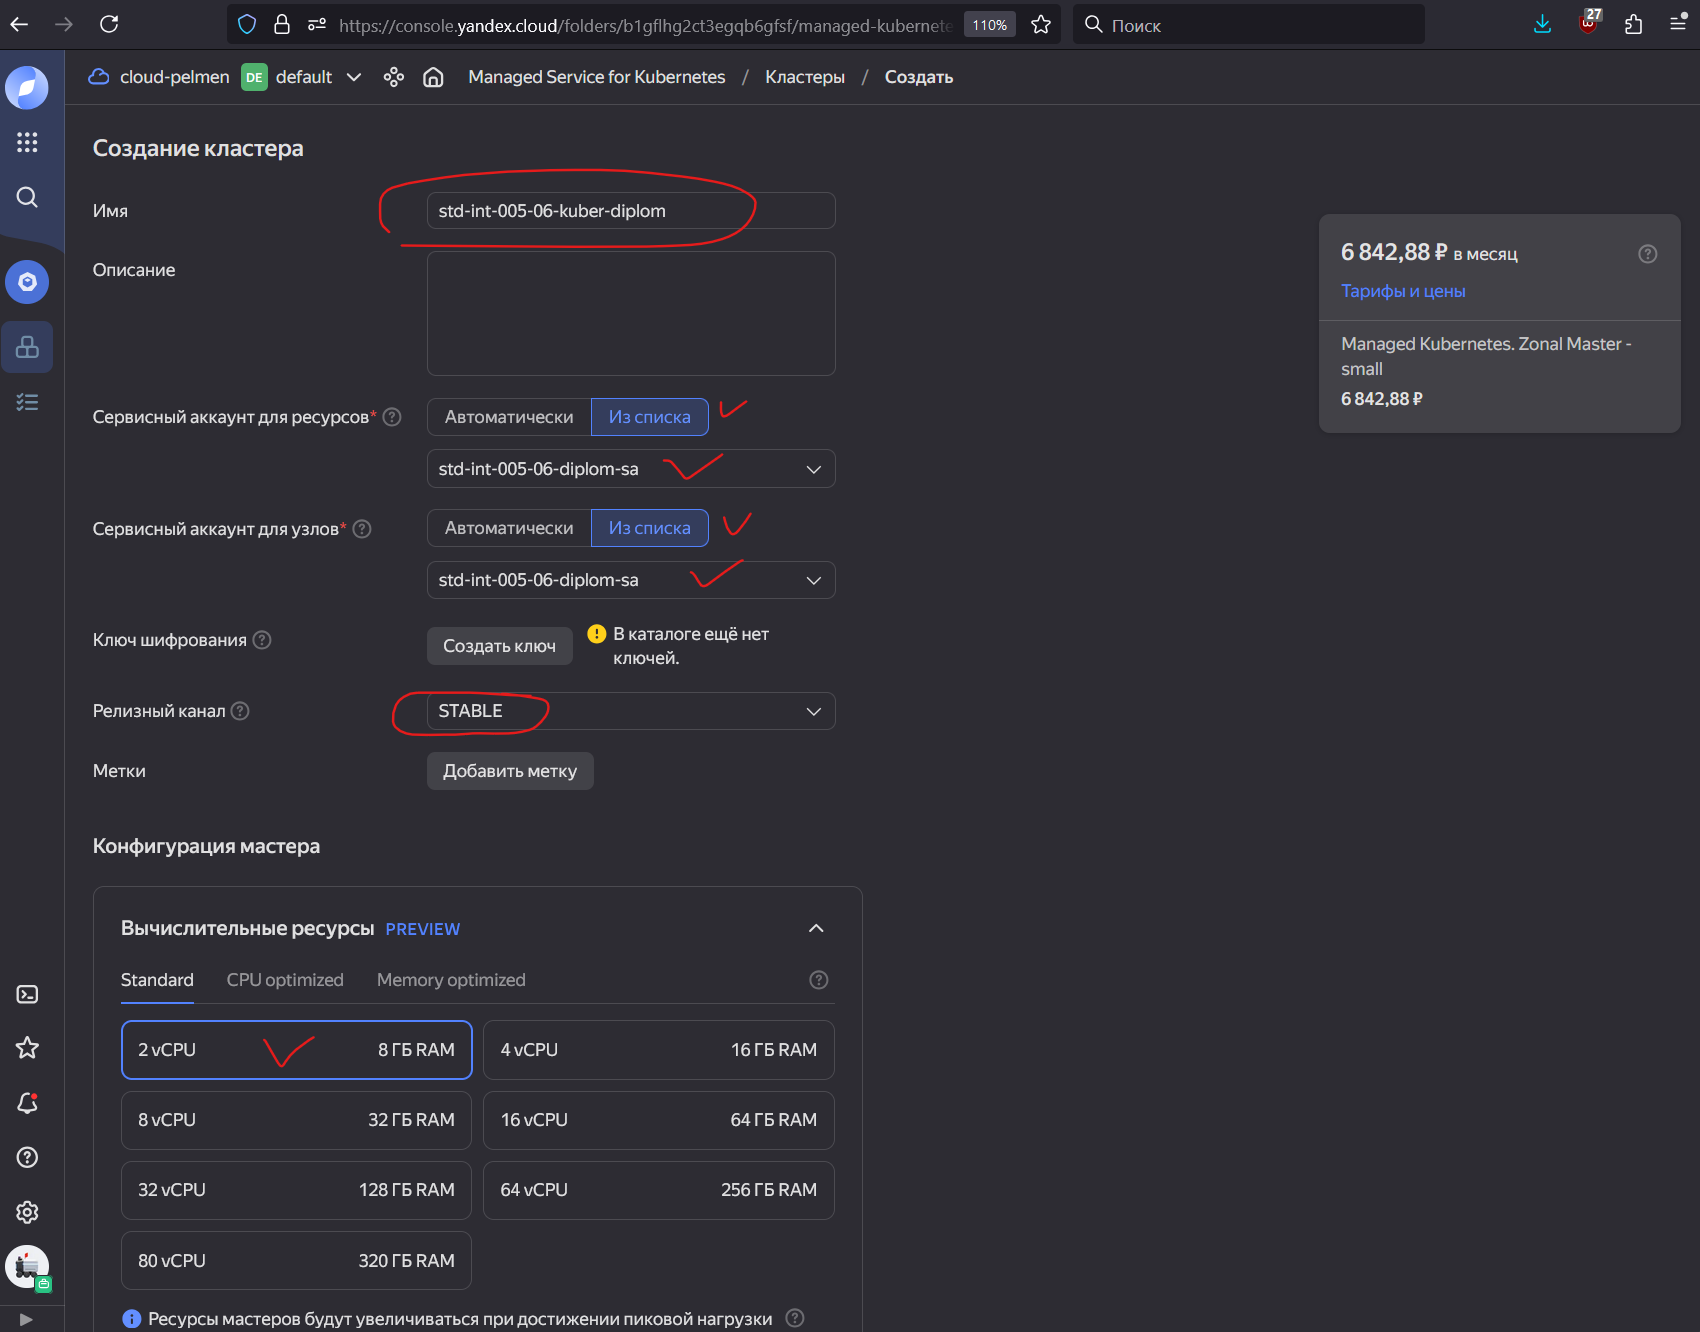 https://console.yandex.cloud/folders/b1gflhg2ct3egqb6gfsf/managed-kubernete
110%
Поиск
27
cloud-pelmen DE default Managed Service for Kubernetes / Кластеры / Создать
Создание кластера
Имя std-int-005-06-kuber-diplom
Описание
Сервисный аккаунт для ресурсов* Автоматически Из списка
std-int-005-06-diplom-sa
Сервисный аккаунт для узлов* Автоматически Из списка
std-int-005-06-diplom-sa
Ключ шифрования Создать ключ В каталоге ещё нет
ключей.
Релизный канал STABLE
Метки Добавить метку
Конфигурация мастера
Вычислительные ресурсы PREVIEW
Standard CPU optimized Memory optimized
2 vCPU 8 ГБ RAM 4 vCPU 16 ГБ RAM
8 vCPU 32 ГБ RAM 16 vCPU 64 ГБ RAM
32 vCPU 128 ГБ RAM 64 vCPU 256 ГБ RAM
80 vCPU 320 ГБ RAM
Ресурсы мастеров будут увеличиваться при достижении пиковой нагрузки
6 842,88 ₽ в месяц
Тарифы и цены
Managed Kubernetes. Zonal Master -
small
6 842,88 ₽